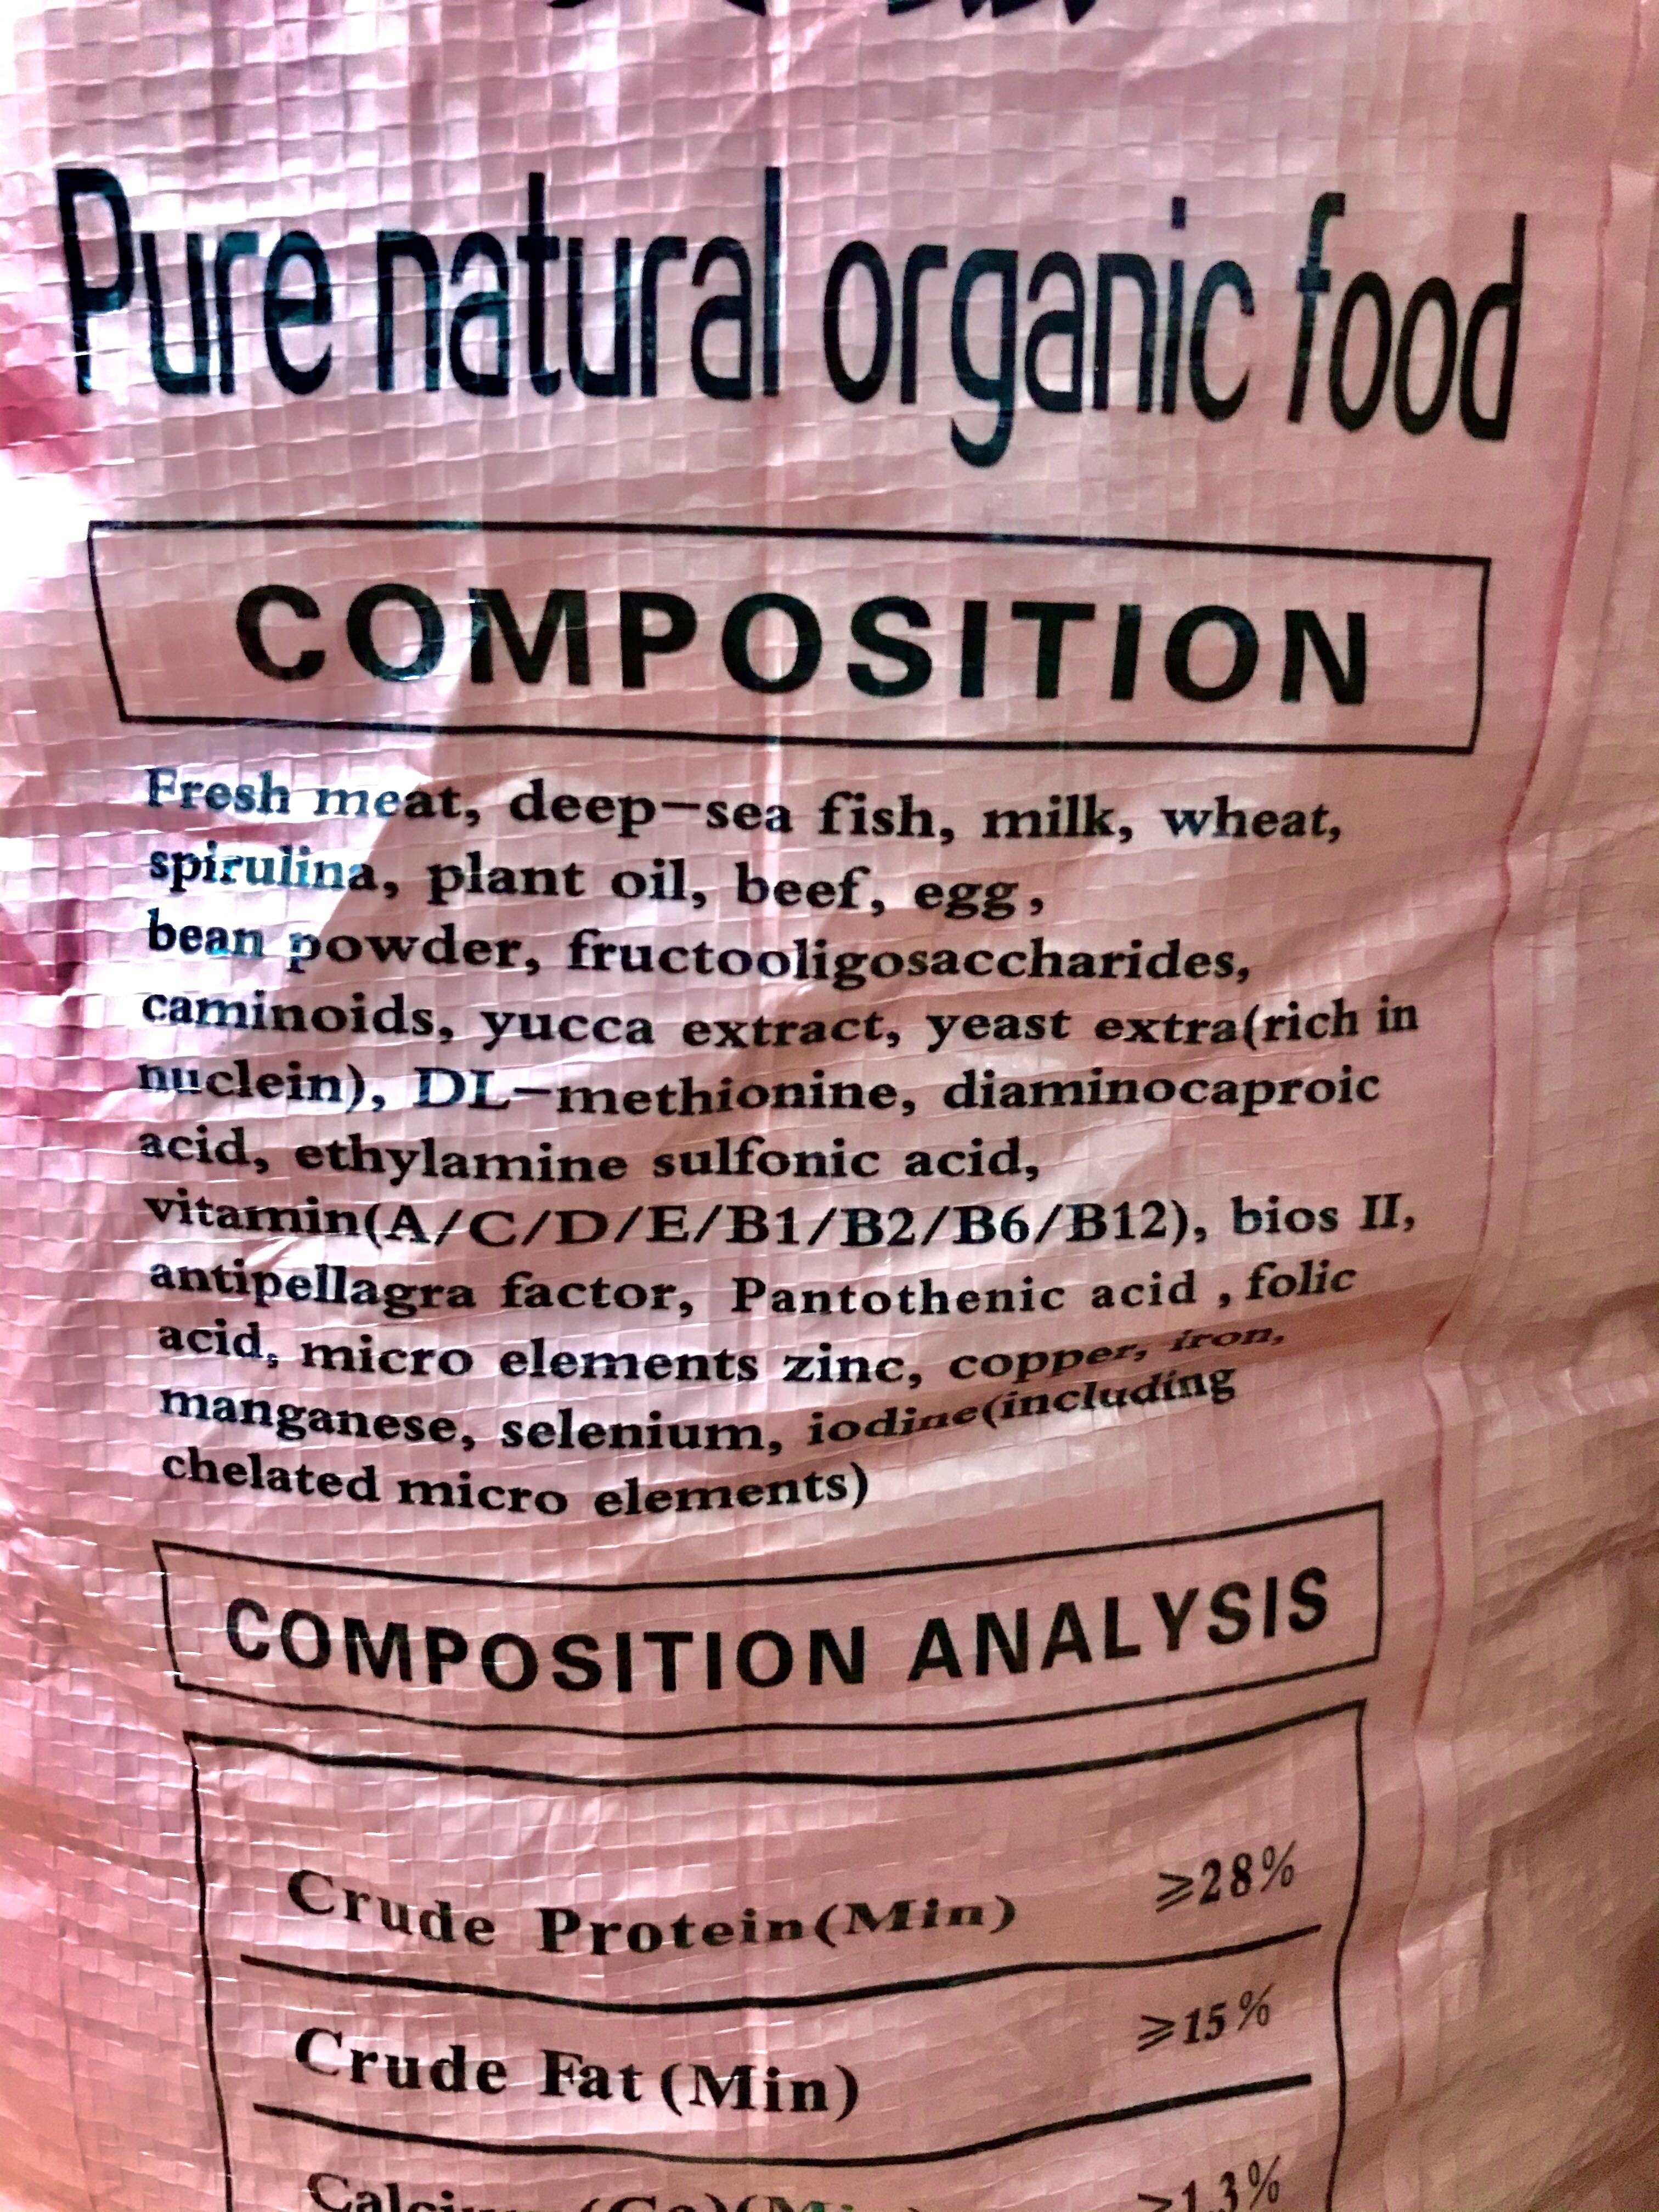 Pure natural organic food
COMPOSITION
Fresh meat, deep-sea fish, milk, wheat,
spirulina, plant oil, beef, egg,
bean powder, fructooligosaccharides,
caminoids, yucca extract, yeast extra(rich in
nuclein), DL-methionine, diaminocaproic
acid, ethylamine sulfonic acid,
vitamin(A/C/D/E/B1/B2/B6/B12), bios II,
antipellagra factor, Pantothenic acid , folic
acid, micro elements zinc, copper, iron,
manganese, selenium, iodine(including
chelated micro elements)
COMPOSITION ANALYSIS
Crude Protein(Min) ⩾28%
Crude Fat(Min) ⩾15%
1.3%